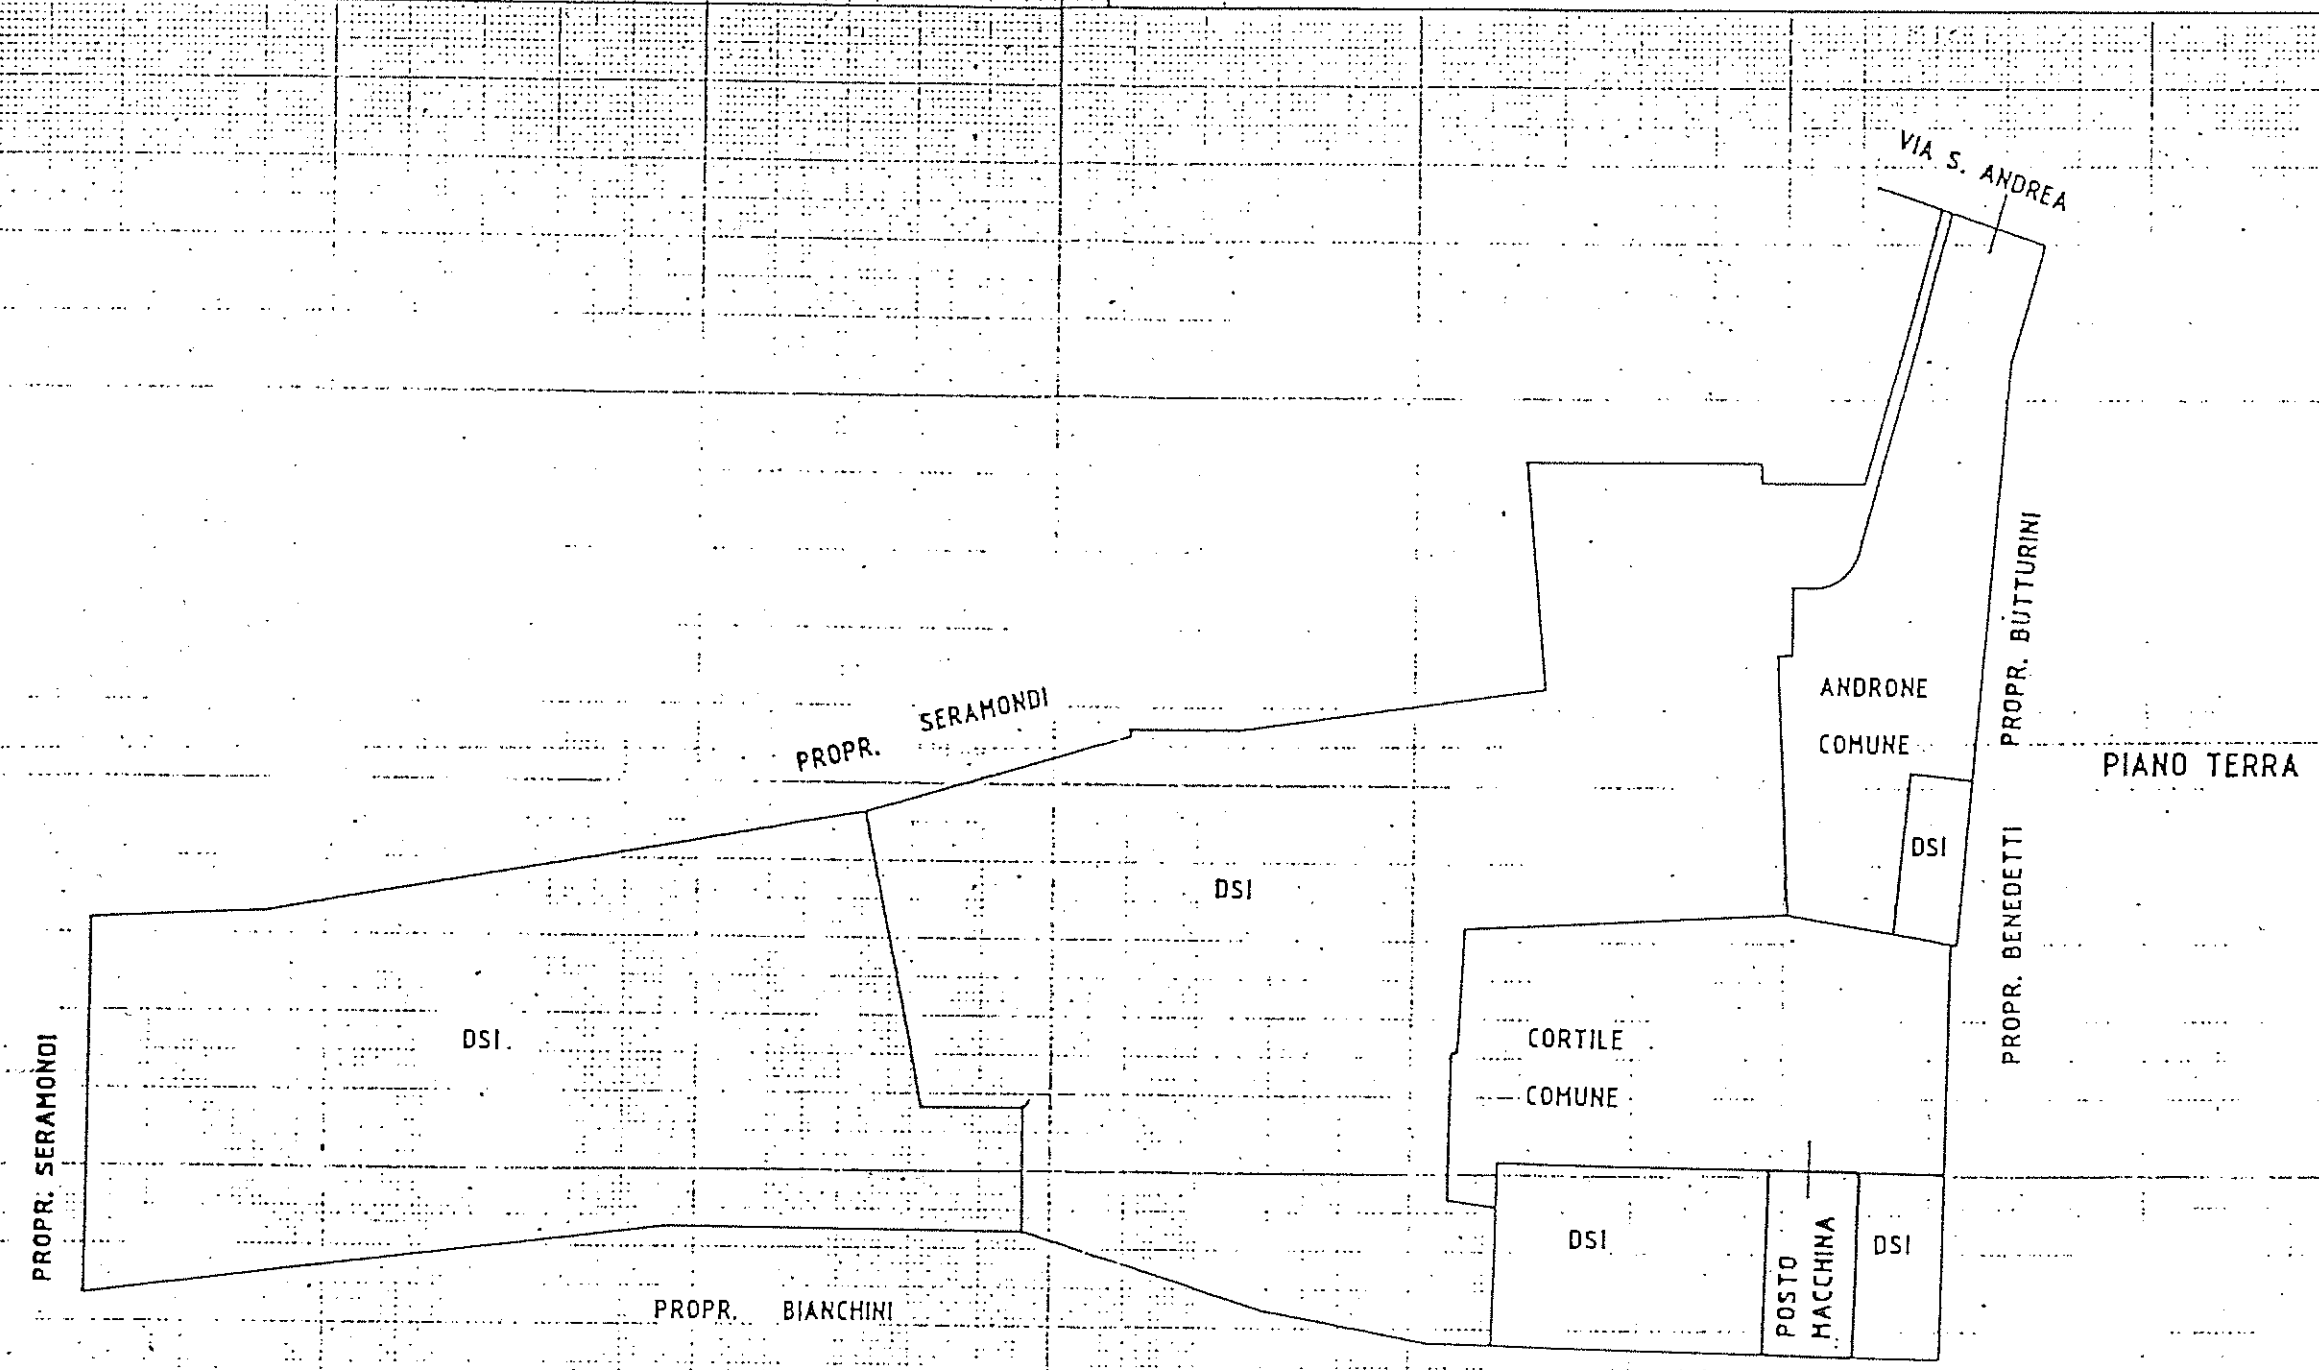 VIA S. ANDREA
PROPR. BUTTURINI
PROPR. SERAMONDI
ANDRONE
COMUNE
PIANO TERRA
DSI
DSI
PROPR. BENEDETTI
DSI.
CORTILE
COMUNE
PROPR. SERAMONDI
DSI
POSTO
MACCHINA
DSI
PROPR. BIANCHINI